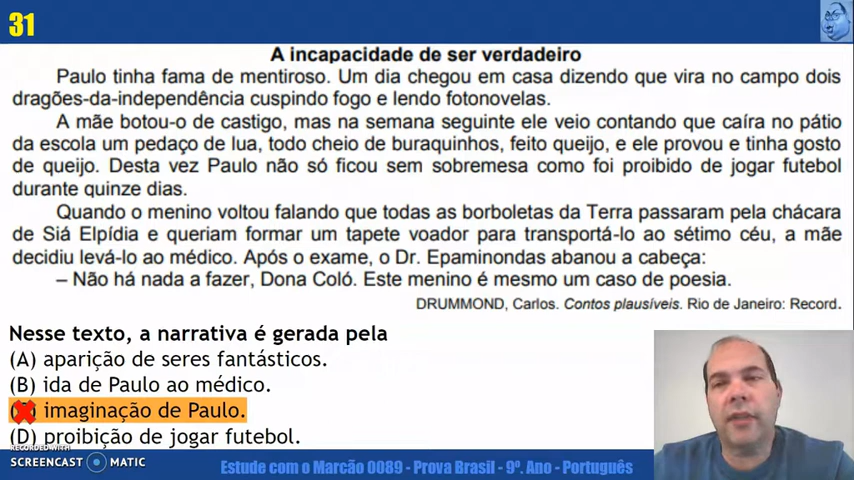 31
A incapacidade de ser verdadeiro
Paulo tinha fama de mentiroso. Um dia chegou em casa dizendo que vira no campo dois
dragões-da-independência cuspindo fogo e lendo fotonovelas.
A mãe botou-o de castigo, mas na semana seguinte ele veio contando que caíra no pátio
da escola um pedaço de lua, todo cheio de buraquinhos, feito queijo, e ele provou e tinha gosto
de queijo. Desta vez Paulo não só ficou sem sobremesa como foi proibido de jogar futebol
durante quinze dias.
Quando o menino voltou falando que todas as borboletas da Terra passaram pela chácara
de Siá Elpídia e queriam formar um tapete voador para transportá-lo ao sétimo céu, a mãe
decidiu levá-lo ao médico. Após o exame, o Dr. Epaminondas abanou a cabeça:
– Não há nada a fazer, Dona Coló. Este menino é mesmo um caso de poesia.
DRUMMOND, Carlos. Contos plausíveis. Rio de Janeiro: Record.
Nesse texto, a narrativa é gerada pela
(A) aparição de seres fantásticos.
(B) ida de Paulo ao médico.
(C) imaginação de Paulo.
(D) proibição de jogar futebol.
RECORDED WITH
SCREENCAST MATIC
Estude com o Marcão 0089 - Prova Brasil - 9º. Ano - Português